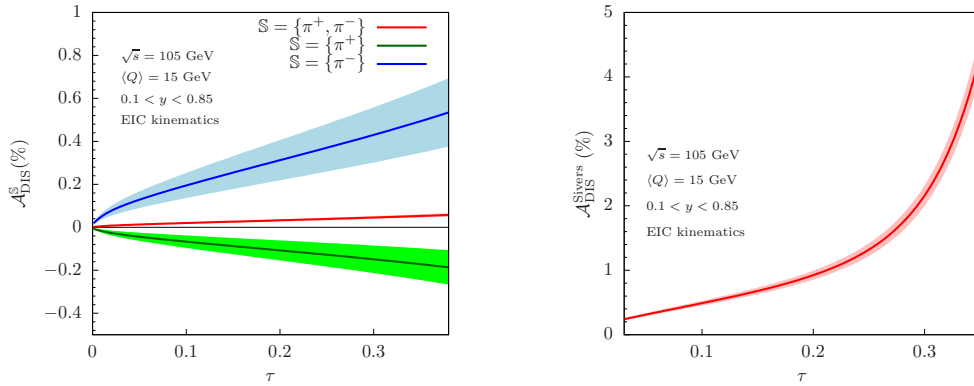 1
0.8
0.6
0.4
0.2
0
−0.2
−0.4
𝒜^𝕊_DIS(%)
𝕊 = {π⁺, π⁻}
𝕊 = {π⁺}
𝕊 = {π⁻}
√s = 105 GeV
⟨Q⟩ = 15 GeV
0.1 < y < 0.85
EIC kinematics
0 0.1 0.2 0.3
τ
5
4
3
2
1
0
𝒜^Sivers_DIS (%)
√s = 105 GeV
⟨Q⟩ = 15 GeV
0.1 < y < 0.85
EIC kinematics
0.1 0.2 0.3
τ